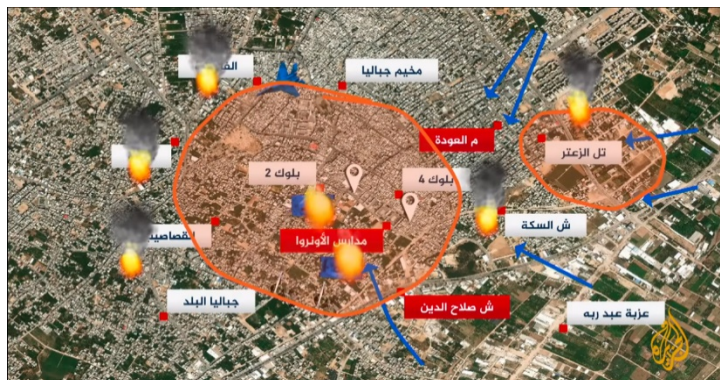 مخيم جباليا
م العودة
تل الزعتر
بلوك 2
بلوك 4
ش السكة
مدارس الأونروا
جباليا البلد
ش صلاح الدين
عزبة عبد ربه